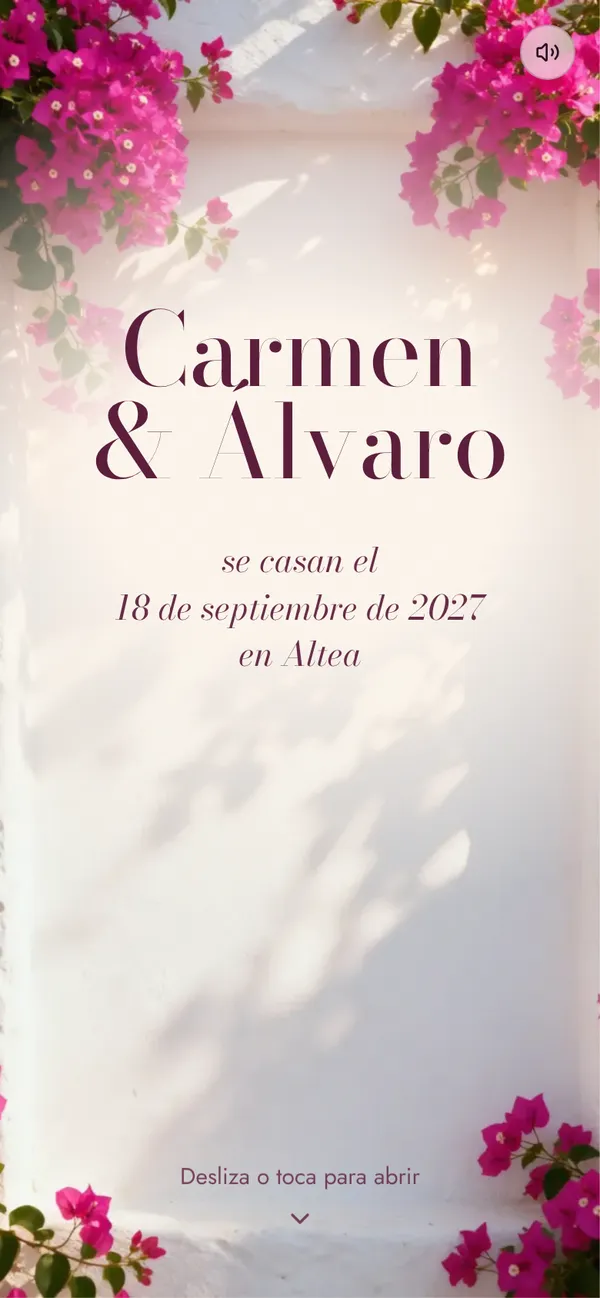 Carmen
& Álvaro
se casan el
18 de septiembre de 2027
en Altea
Desliza o toca para abrir